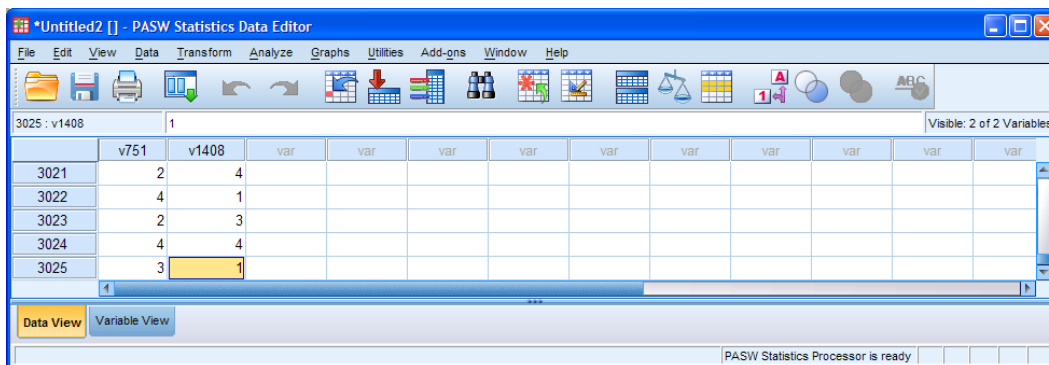 *Untitled2 [] - PASW Statistics Data Editor
File Edit View Data Transform Analyze Graphs Utilities Add-ons Window Help
A
1
ABC
3025 : v1408 1 Visible: 2 of 2 Variables
v751 v1408 var var var var var var var var var var
3021 2 4
3022 4 1
3023 2 3
3024 4 4
3025 3 1
Data View Variable View
PASW Statistics Processor is ready